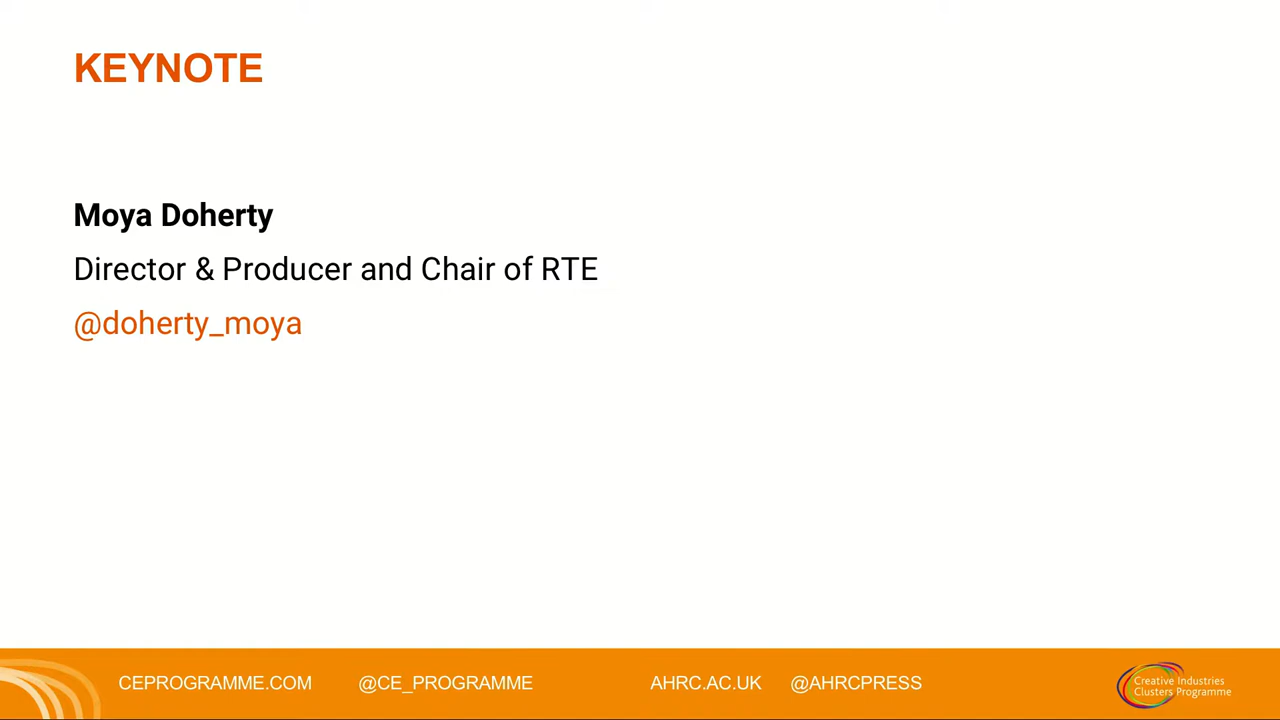 KEYNOTE
Moya Doherty
Director & Producer and Chair of RTE
@doherty_moya
CEPROGRAMME.COM @CE_PROGRAMME AHRC.AC.UK @AHRCPRESS
Creative Industries
Clusters Programme